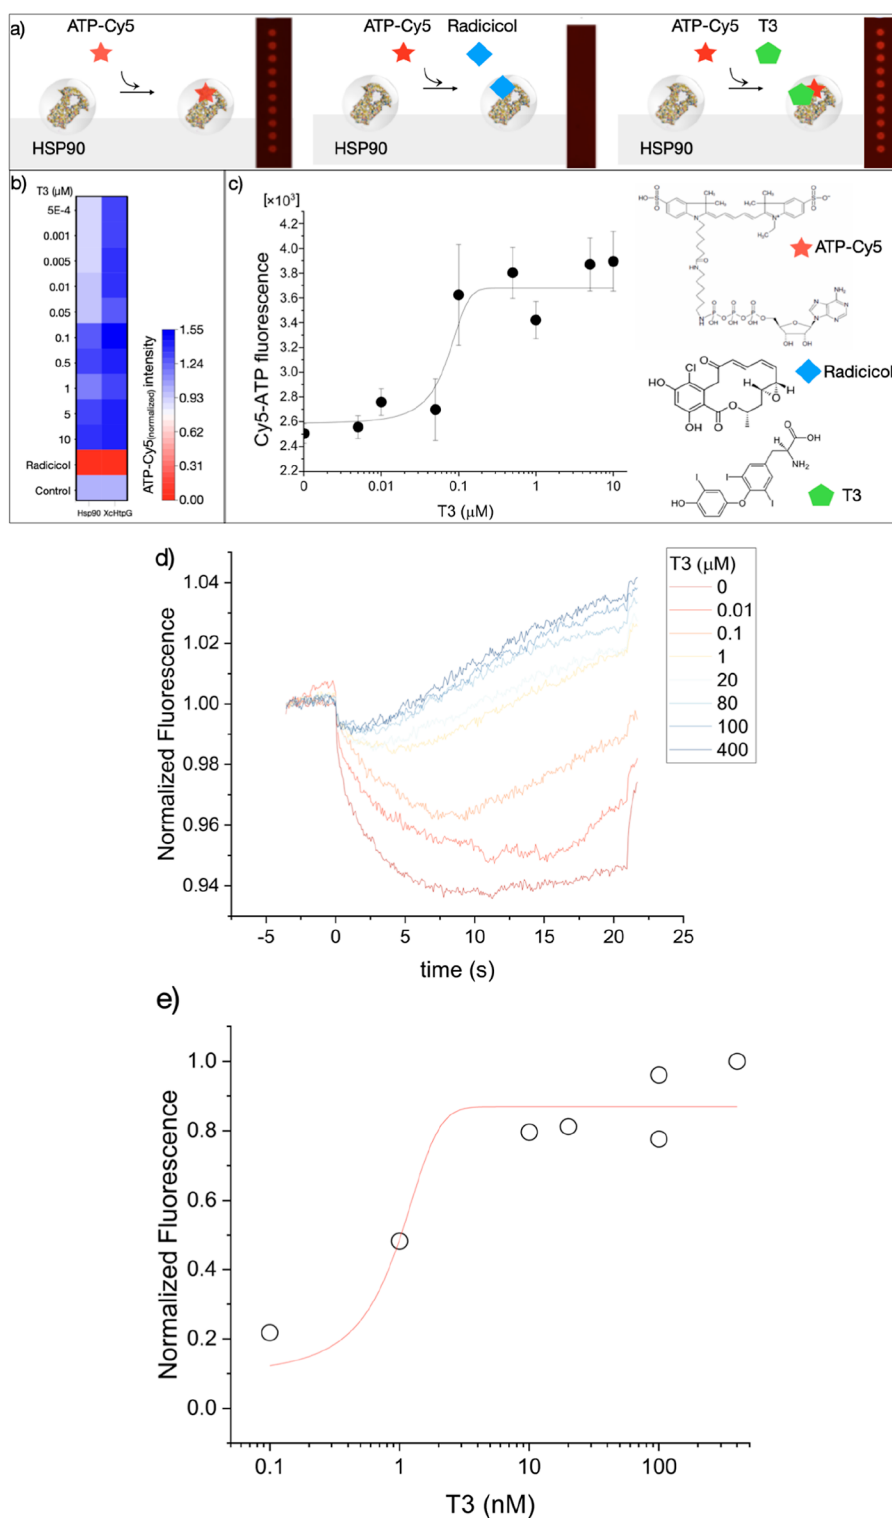 a)
ATP-Cy5
HSP90
ATP-Cy5 Radicicol
HSP90
ATP-Cy5 T3
HSP90
b)
T3 (μM)
5E-4
0.001
0.005
0.01
0.05
0.1
0.5
1
5
10
Radicicol
Control
Hsp90 XcHtpG
1.55
1.24
0.93
0.62
0.31
0.00
ATP-Cy5(normalized) intensity
c)
[×10³]
4.2
4.0
3.8
3.6
3.4
3.2
3.0
2.8
2.6
2.4
2.2
Cy5-ATP fluorescence
0 0.01 0.1 1 10
T3 (μM)
ATP-Cy5
Radicicol
T3
d)
1.04
1.02
1.00
0.98
0.96
0.94
Normalized Fluorescence
-5 0 5 10 15 20 25
time (s)
T3 (μM)
0
0.01
0.1
1
20
80
100
400
e)
1.0
0.8
0.6
0.4
0.2
0.0
Normalized Fluorescence
0.1 1 10 100
T3 (nM)